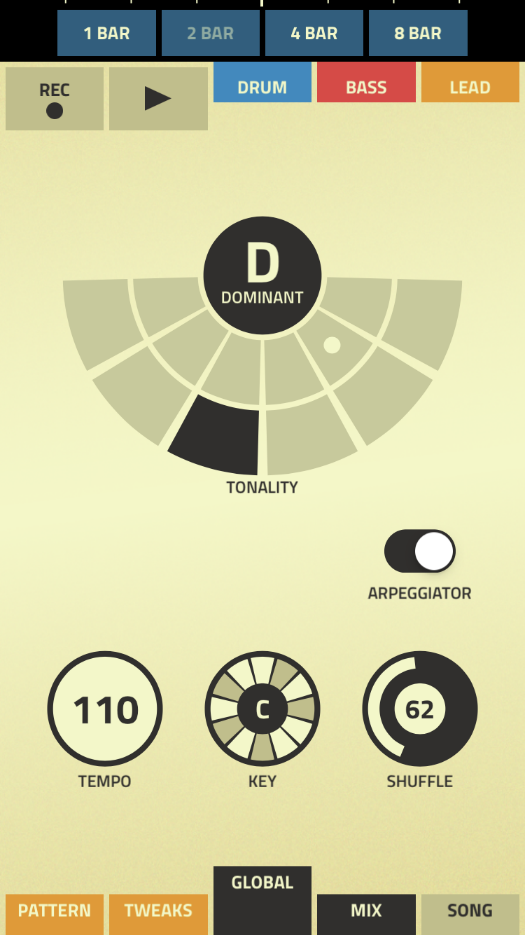 1 BAR
2 BAR
4 BAR
8 BAR
REC
DRUM
BASS
LEAD
D
DOMINANT
TONALITY
ARPEGGIATOR
110
C
62
TEMPO
KEY
SHUFFLE
GLOBAL
PATTERN
TWEAKS
MIX
SONG